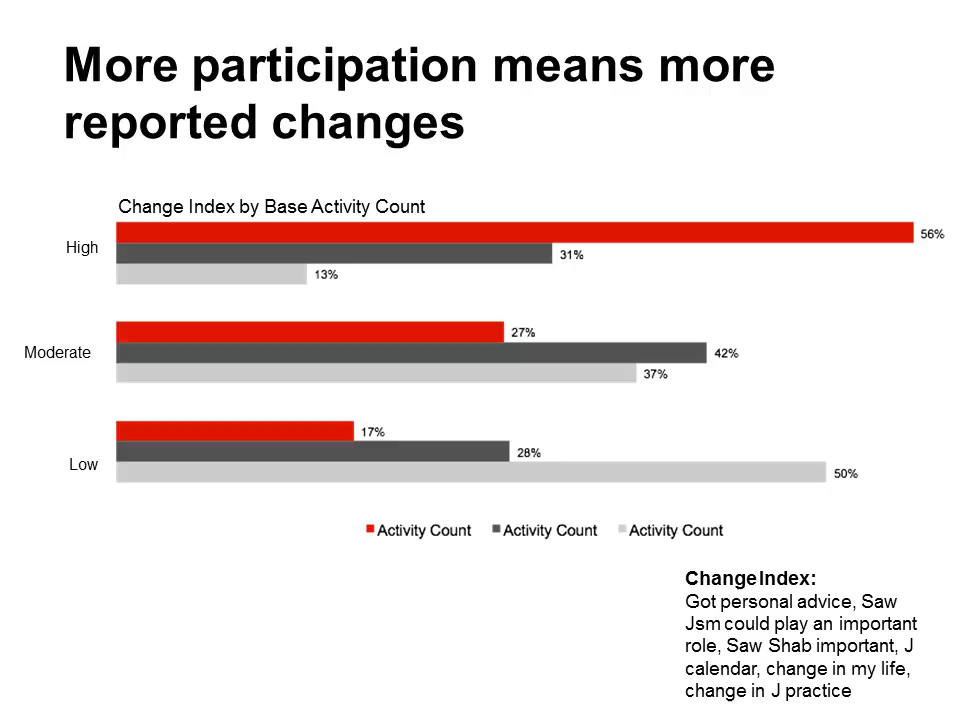 More participation means more
reported changes
Change Index by Base Activity Count
High
56%
31%
13%
Moderate
27%
42%
37%
Low
17%
28%
50%
Activity Count Activity Count Activity Count
Change Index:
Got personal advice, Saw
Jsm could play an important
role, Saw Shab important, J
calendar, change in my life,
change in J practice